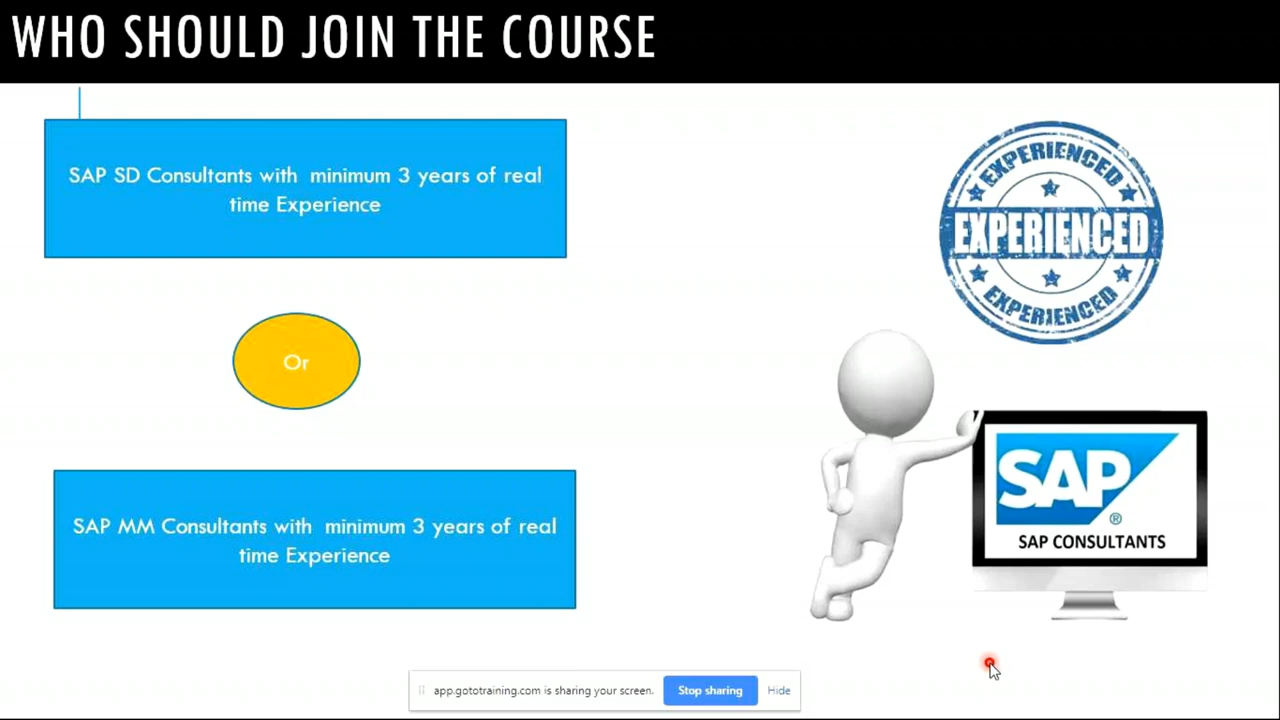 WHO SHOULD JOIN THE COURSE
SAP SD Consultants with minimum 3 years of real
time Experience
Or
SAP MM Consultants with minimum 3 years of real
time Experience
EXPERIENCED
EXPERIENCED
EXPERIENCED
SAP
®
SAP CONSULTANTS
app.gototraining.com is sharing your screen.
Stop sharing
Hide